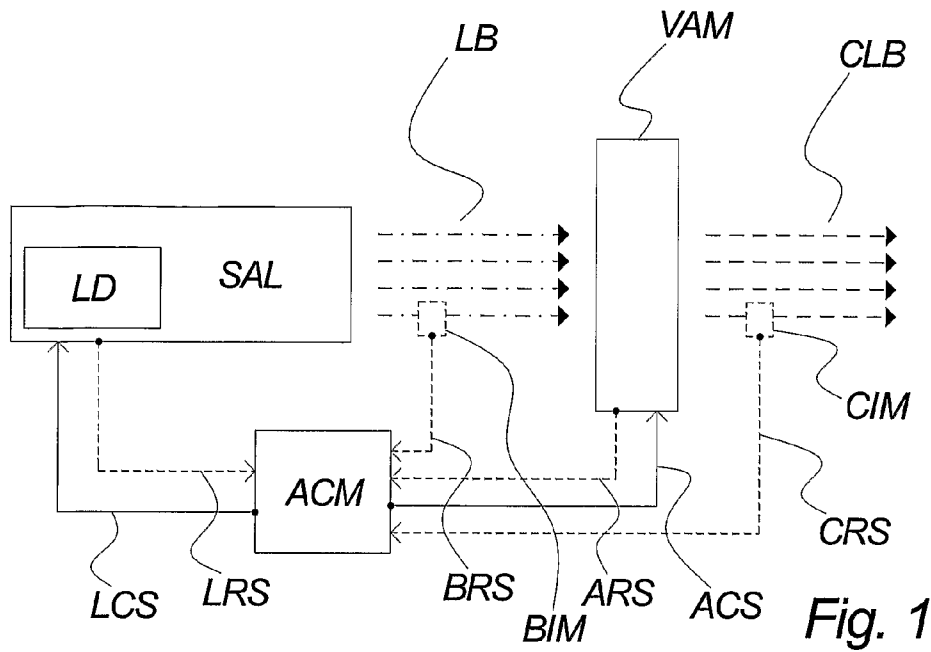 LB
VAM
CLB
LD
SAL
CIM
ACM
CRS
LCS
LRS
BRS
BIM
ARS
ACS
Fig. 1